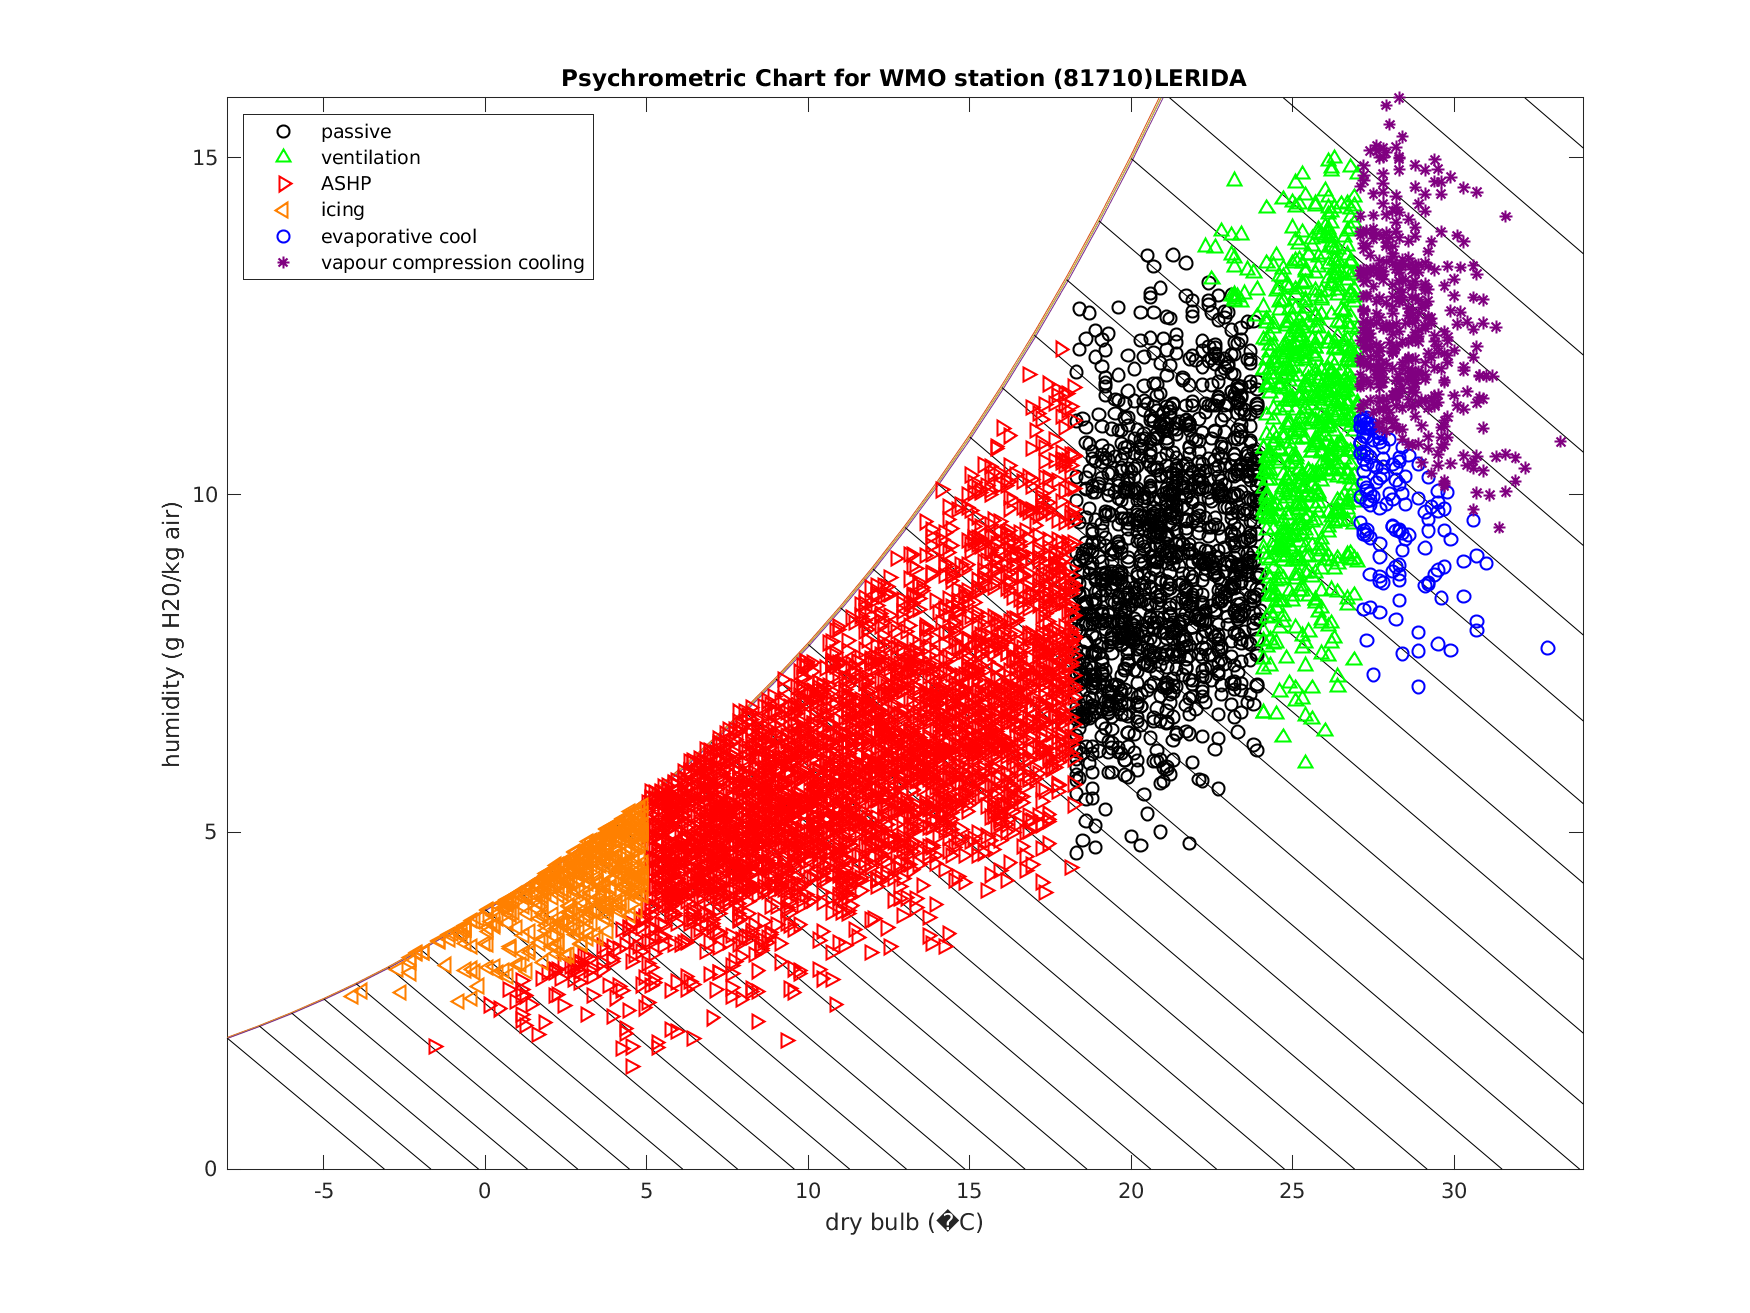 Psychrometric Chart for WMO station (81710)LERIDA
passive
ventilation
ASHP
icing
evaporative cool
vapour compression cooling
15
10
5
0
humidity (g H20/kg air)
-5 0 5 10 15 20 25 30
dry bulb (�C)